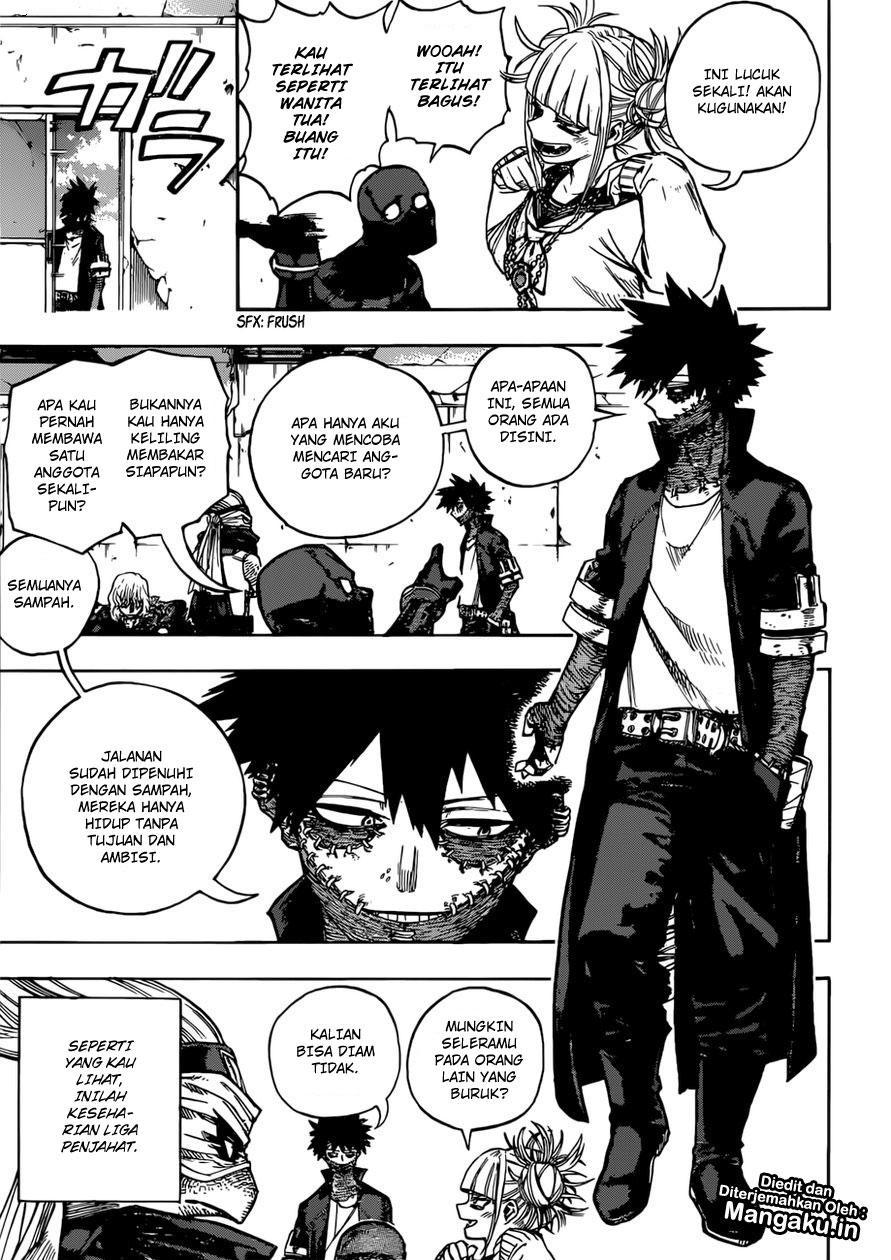 INI LUCUK
SEKALI! AKAN
KUGUNAKAN!
WOOAH!
ITU
TERLIHAT
BAGUS!
KAU
TERLIHAT
SEPERTI
WANITA
TUA!
BUANG
ITU!
ガラ
SFX: FRUSH
APA-APAAN
INI, SEMUA
ORANG ADA
DISINI.
APA HANYA AKU
YANG MENCOBA
MENCARI ANG-
GOTA BARU?
BUKANNYA
KAU HANYA
KELILING
MEMBAKAR
SIAPAPUN?
APA KAU
PERNAH
MEMBAWA
SATU
ANGGOTA
SEKALI-
PUN?
SEMUANYA
SAMPAH.
JALANAN
SUDAH DIPENUHI
DENGAN SAMPAH,
MEREKA HANYA
HIDUP TANPA
TUJUAN DAN
AMBISI.
MUNGKIN
SELERAMU
PADA ORANG
LAIN YANG
BURUK?
KALIAN
BISA DIAM
TIDAK.
SEPERTI
YANG KAU
LIHAT,
INILAH
KESEHA-
RIAN LIGA
PENJAHAT.
Diedit dan
Diterjemahkan Oleh :
Mangaku.in